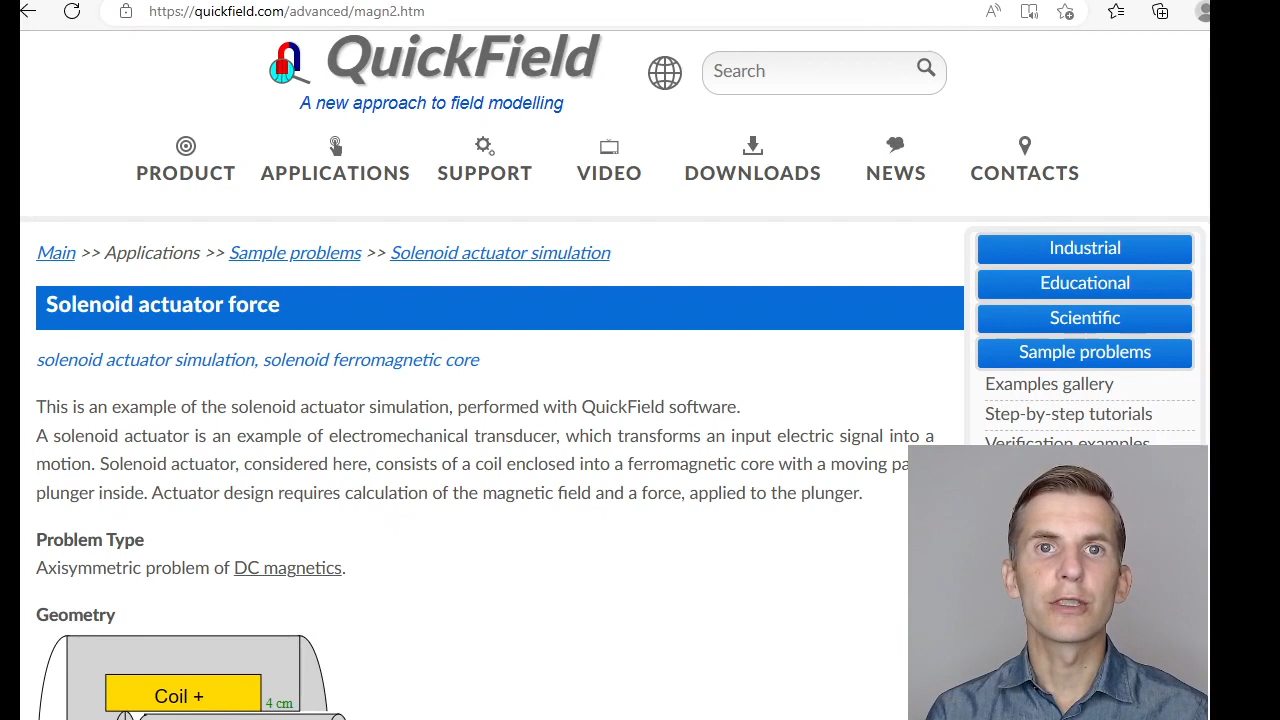 https://quickfield.com/advanced/magn2.htm
QuickField
A new approach to field modelling
Search
PRODUCT APPLICATIONS SUPPORT VIDEO DOWNLOADS NEWS CONTACTS
Main >> Applications >> Sample problems >> Solenoid actuator simulation
Solenoid actuator force
solenoid actuator simulation, solenoid ferromagnetic core
This is an example of the solenoid actuator simulation, performed with QuickField software.
A solenoid actuator is an example of electromechanical transducer, which transforms an input electric signal into a
motion. Solenoid actuator, considered here, consists of a coil enclosed into a ferromagnetic core with a moving
plunger inside. Actuator design requires calculation of the magnetic field and a force, applied to the plunger.
Problem Type
Axisymmetric problem of DC magnetics.
Geometry
Coil +
4 cm
Industrial
Educational
Scientific
Sample problems
Examples gallery
Step-by-step tutorials
Verification examples